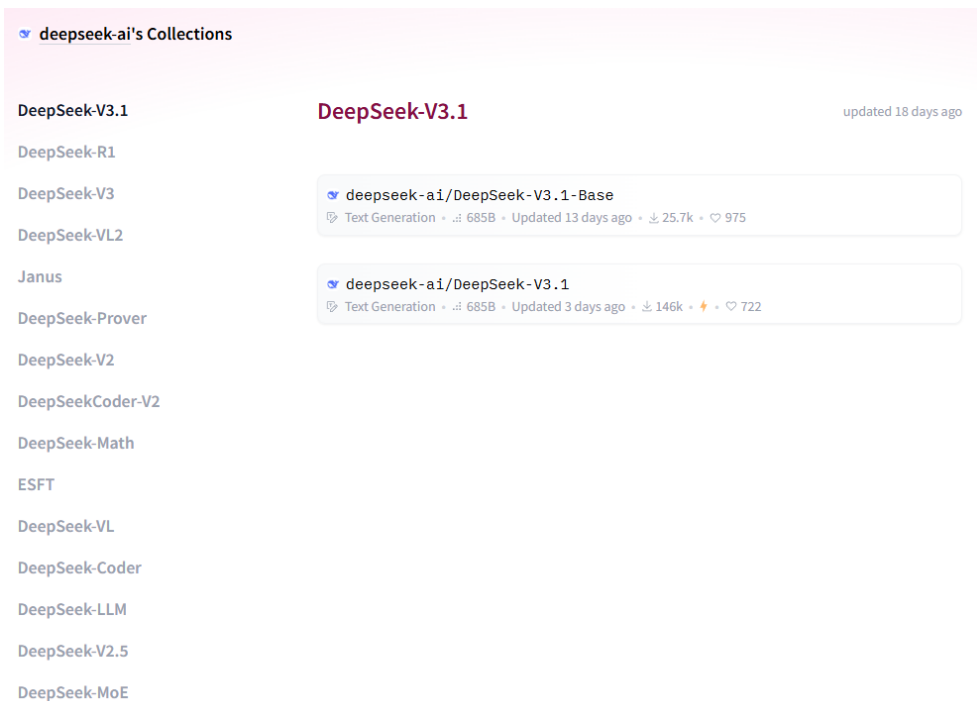 deepseek-ai's Collections
DeepSeek-V3.1
DeepSeek-R1
DeepSeek-V3
DeepSeek-VL2
Janus
DeepSeek-Prover
DeepSeek-V2
DeepSeekCoder-V2
DeepSeek-Math
ESFT
DeepSeek-VL
DeepSeek-Coder
DeepSeek-LLM
DeepSeek-V2.5
DeepSeek-MoE
DeepSeek-V3.1
updated 18 days ago
deepseek-ai/DeepSeek-V3.1-Base
Text Generation • 685B • Updated 13 days ago • 25.7k • 975
deepseek-ai/DeepSeek-V3.1
Text Generation • 685B • Updated 3 days ago • 146k • • 722